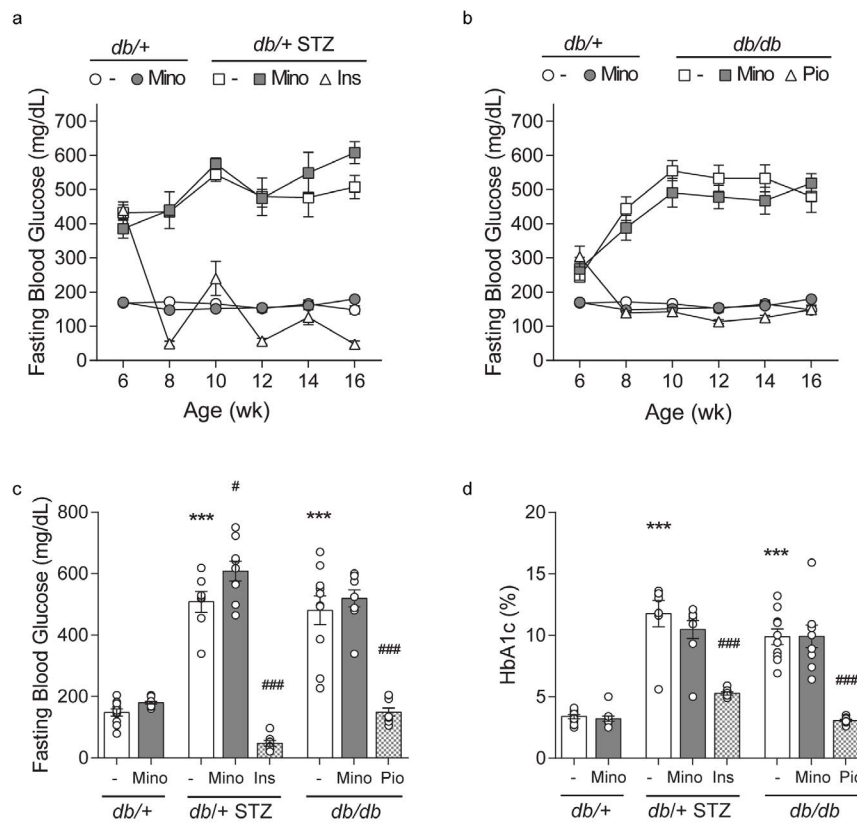 a
db/+ db/+ STZ
- Mino - Mino Ins
Fasting Blood Glucose (mg/dL)
700
600
500
400
300
200
100
0
6 8 10 12 14 16
Age (wk)
b
db/+ db/db
- Mino - Mino Pio
Fasting Blood Glucose (mg/dL)
700
600
500
400
300
200
100
0
6 8 10 12 14 16
Age (wk)
c
Fasting Blood Glucose (mg/dL)
800
600
400
200
0
*** # ### *** ###
- Mino - Mino Ins - Mino Pio
db/+ db/+ STZ db/db
d
HbA1c (%)
20
15
10
5
0
*** ### *** ###
- Mino - Mino Ins - Mino Pio
db/+ db/+ STZ db/db